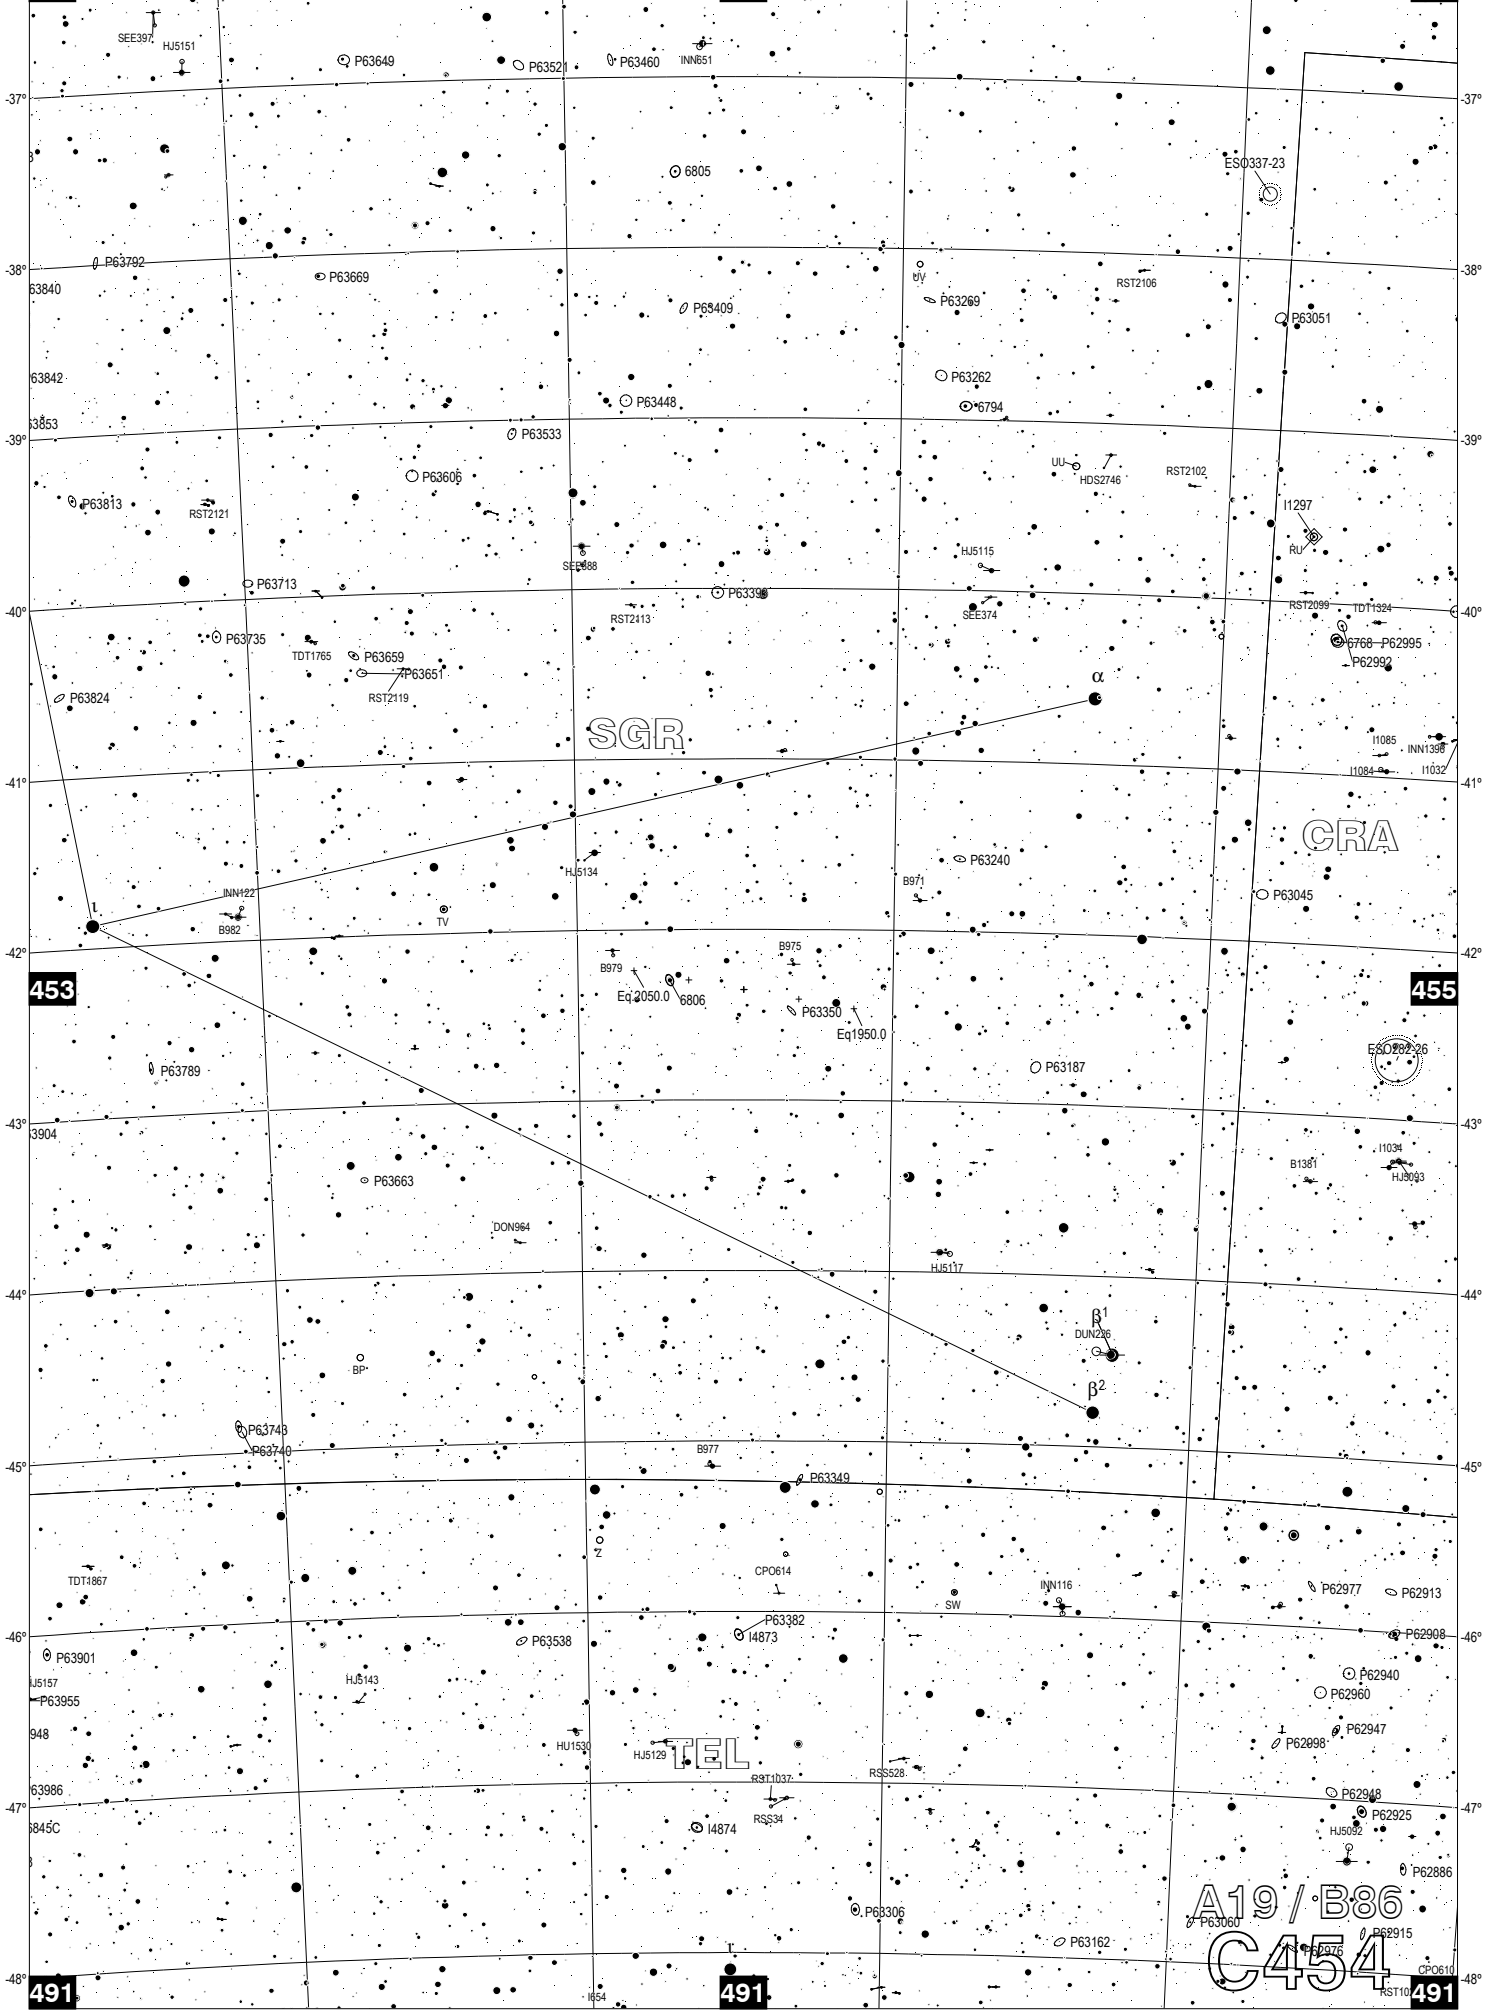 SEE397
HJ5151
P63649
P63521
P63460
INN651
-37°
-37°
3
6805
ESO337-23
P63792
-38°
P63669
UV
RST2106
-38°
63840
P63409
P63269
P63051
63842
P63448
P63262
6794
63853
-39°
P63533
-39°
P63606
UU
HDS2746
RST2102
P63813
RST2121
I1297
RU
SEE388
HJ5115
P63713
P63398
-40°
RST2113
SEE374
RST2099
TDT1324
-40°
P63735
TDT1765
P63659
6768
P62995
P62992
P63651
RST2119
α
P63824
SGR
I1085
INN1396
-41°
I1084
I1032
-41°
CRA
HJ5134
P63240
B971
INN122
P63045
ι
B982
TV
B975
-42°
B979
-42°
453
Eq.2050.0
6806
455
P63350
Eq1950.0
ESO282-26
P63789
P63187
-43°
-43°
63904
I1034
B1381
HJ5093
P63663
DON964
HJ5117
-44°
-44°
β1
DUN226
BP
β2
P63743
P63740
B977
-45°
P63349
-45°
Z
CPO614
TDT1867
INN116
P62977
P62913
SW
P63382
-46°
P63538
I4873
P62908
-46°
P63901
HJ5157
HJ5143
P62940
P63955
P62960
948
P62947
HU1530
HJ5129
TEL
P62998
RST1037
RSS528
63986
P62948
-47°
RSS34
P62925
-47°
6845C
I4874
HJ5092
3
P62886
A19 / B86
P63306
P63060
P62915
P63162
P62976
C454
ι
CPO610
-48°
-48°
491
I654
491
RST10
491